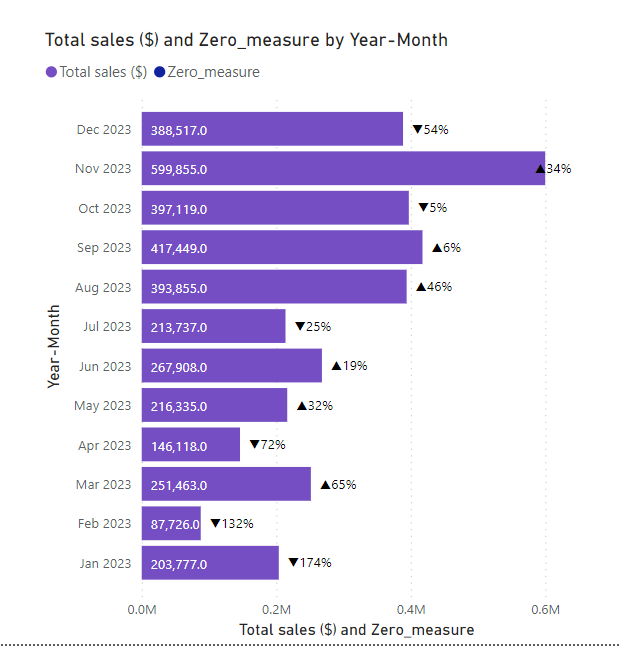 Total sales ($) and Zero_measure by Year-Month
Total sales ($) Zero_measure
Dec 2023 388,517.0 ▼54%
Nov 2023 599,855.0 ▲34%
Oct 2023 397,119.0 ▼5%
Sep 2023 417,449.0 ▲6%
Aug 2023 393,855.0 ▲46%
Jul 2023 213,737.0 ▼25%
Jun 2023 267,908.0 ▲19%
May 2023 216,335.0 ▲32%
Apr 2023 146,118.0 ▼72%
Mar 2023 251,463.0 ▲65%
Feb 2023 87,726.0 ▼132%
Jan 2023 203,777.0 ▼174%
Year-Month
0.0M 0.2M 0.4M 0.6M
Total sales ($) and Zero_measure